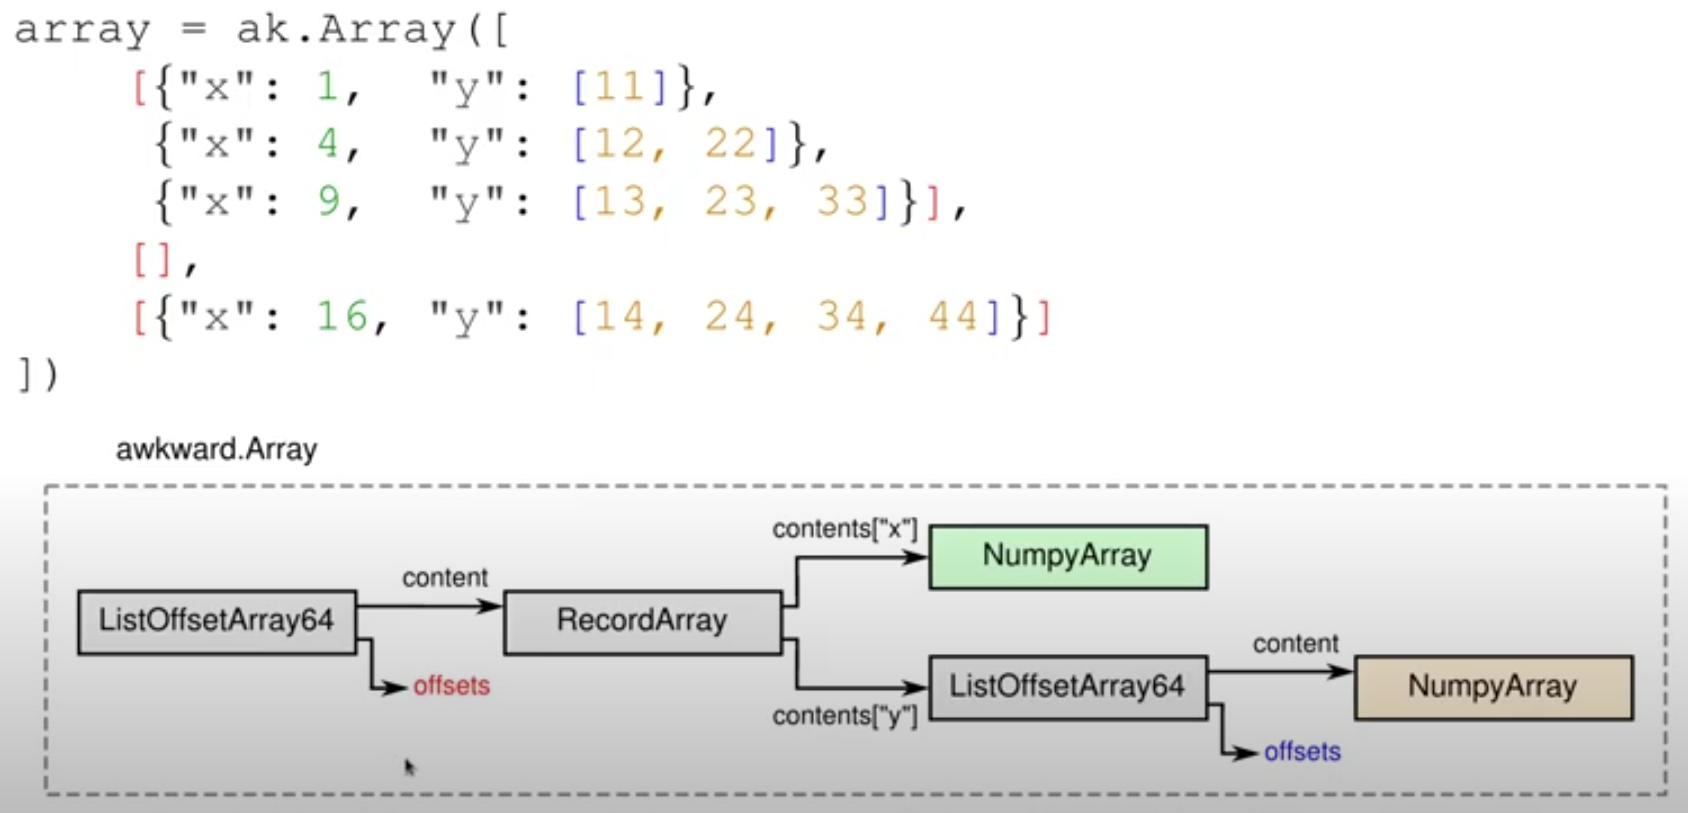 array = ak.Array([
[{"x": 1, "y": [11]},
{"x": 4, "y": [12, 22]},
{"x": 9, "y": [13, 23, 33]}],
[],
[{"x": 16, "y": [14, 24, 34, 44]}]
])
awkward.Array
contents["x"]
NumpyArray
content
ListOffsetArray64
RecordArray
offsets
contents["y"]
ListOffsetArray64
content
NumpyArray
offsets